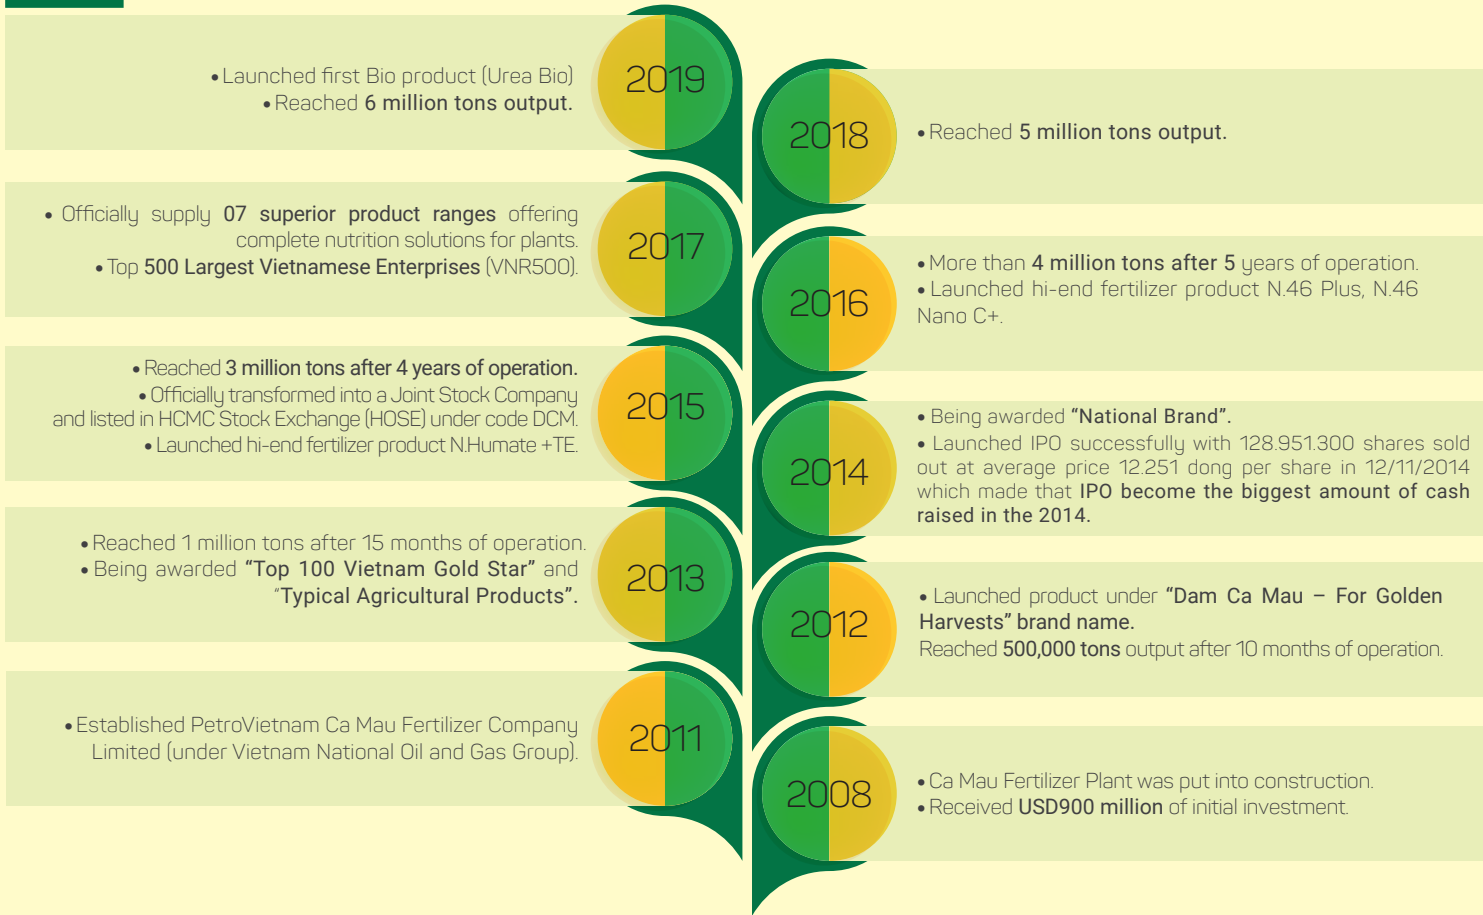 2019
• Launched first Bio product (Urea Bio)
• Reached 6 million tons output.
2018
• Reached 5 million tons output.
2017
• Officially supply 07 superior product ranges offering
complete nutrition solutions for plants.
• Top 500 Largest Vietnamese Enterprises (VNR500).
2016
• More than 4 million tons after 5 years of operation.
• Launched hi-end fertilizer product N.46 Plus, N.46
Nano C+.
2015
• Reached 3 million tons after 4 years of operation.
• Officially transformed into a Joint Stock Company
and listed in HCMC Stock Exchange (HOSE) under code DCM.
• Launched hi-end fertilizer product N.Humate +TE.
2014
• Being awarded “National Brand”.
• Launched IPO successfully with 128.951.300 shares sold
out at average price 12.251 dong per share in 12/11/2014
which made that IPO become the biggest amount of cash
raised in the 2014.
2013
• Reached 1 million tons after 15 months of operation.
• Being awarded “Top 100 Vietnam Gold Star” and
“Typical Agricultural Products”.
2012
• Launched product under “Dam Ca Mau – For Golden
Harvests” brand name.
Reached 500,000 tons output after 10 months of operation.
2011
• Established PetroVietnam Ca Mau Fertilizer Company
Limited (under Vietnam National Oil and Gas Group).
2008
• Ca Mau Fertilizer Plant was put into construction.
• Received USD900 million of initial investment.